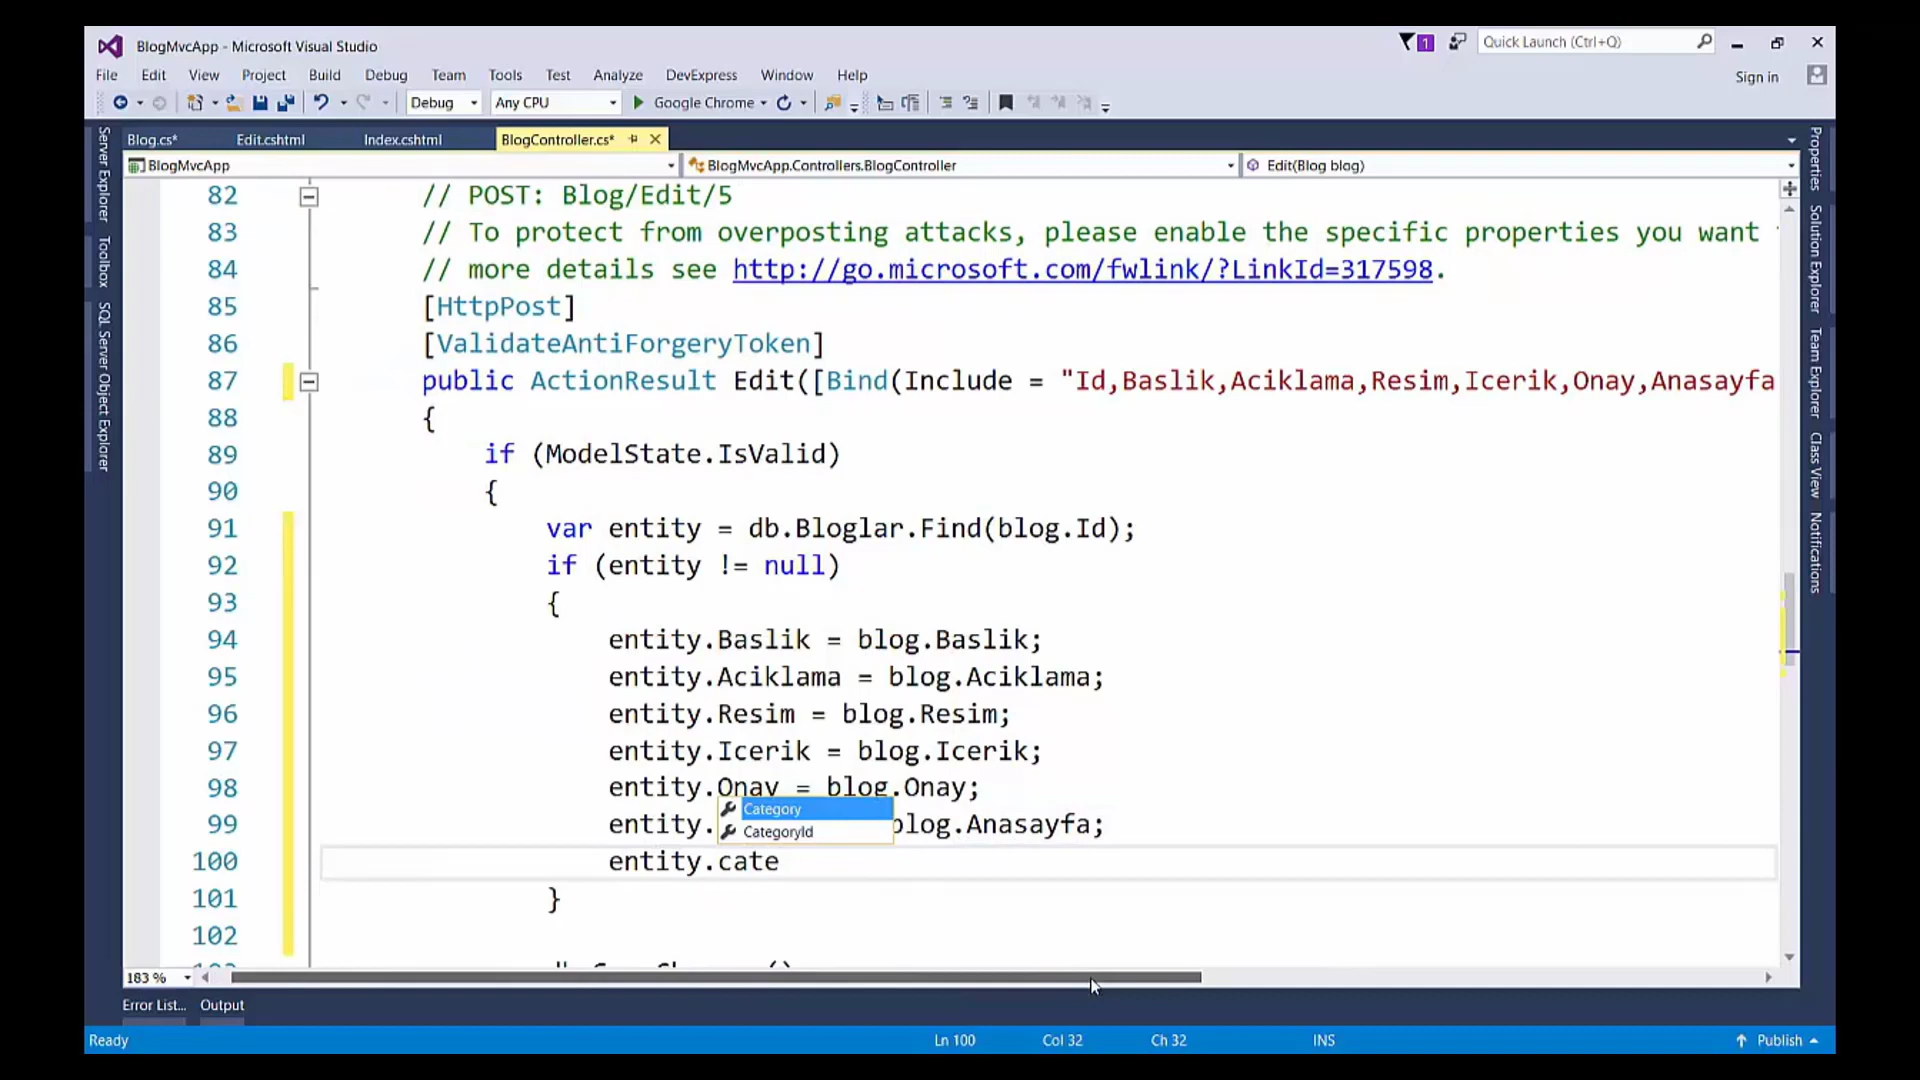 BlogMvcApp - Microsoft Visual Studio
1
Quick Launch (Ctrl+Q)
File Edit View Project Build Debug Team Tools Test Analyze DevExpress Window Help
Sign in
Debug Any CPU Google Chrome
Blog.cs* Edit.cshtml Index.cshtml BlogController.cs*
BlogMvcApp BlogMvcApp.Controllers.BlogController Edit(Blog blog)
Server Explorer
Toolbox
SQL Server Object Explorer
82 // POST: Blog/Edit/5
83 // To protect from overposting attacks, please enable the specific properties you want
84 // more details see http://go.microsoft.com/fwlink/?LinkId=317598.
85 [HttpPost]
86 [ValidateAntiForgeryToken]
87 public ActionResult Edit([Bind(Include = "Id,Baslik,Aciklama,Resim,Icerik,Onay,Anasayfa
88 {
89 if (ModelState.IsValid)
90 {
91 var entity = db.Bloglar.Find(blog.Id);
92 if (entity != null)
93 {
94 entity.Baslik = blog.Baslik;
95 entity.Aciklama = blog.Aciklama;
96 entity.Resim = blog.Resim;
97 entity.Icerik = blog.Icerik;
98 entity.Onay = blog.Onay;
Category
CategoryId
99 entity. blog.Anasayfa;
100 entity.cate
101 }
102
Properties
Solution Explorer
Team Explorer
Class View
Notifications
183 %
Error List... Output
Ready Ln 100 Col 32 Ch 32 INS Publish